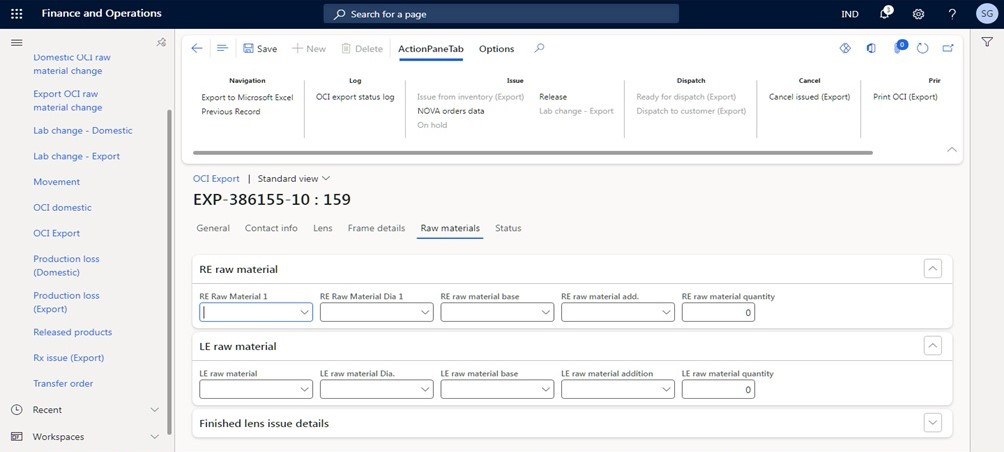 Finance and Operations
Search for a page
IND
1
?
SG
Domestic OCI raw
material change
Export OCI raw
material change
Lab change - Domestic
Lab change - Export
Movement
OCI domestic
OCI Export
Production loss
(Domestic)
Production loss
(Export)
Released products
Rx issue (Export)
Transfer order
Recent
Workspaces
Save
New
Delete
ActionPaneTab
Options
0
Navigation
Export to Microsoft Excel
Previous Record
Log
OCI export status log
Issue
Issue from inventory (Export)
NOVA orders data
On hold
Release
Lab change - Export
Dispatch
Ready for dispatch (Export)
Dispatch to customer (Export)
Cancel
Cancel issued (Export)
Prir
Print OCI (Export)
OCI Export | Standard view
EXP-386155-10 : 159
General Contact info Lens Frame details Raw materials Status
RE raw material
RE Raw Material 1 RE Raw Material Dia 1 RE raw material base RE raw material add. RE raw material quantity
0
LE raw material
LE raw material LE raw material Dia. LE raw material base LE raw material addition LE raw material quantity
0
Finished lens issue details